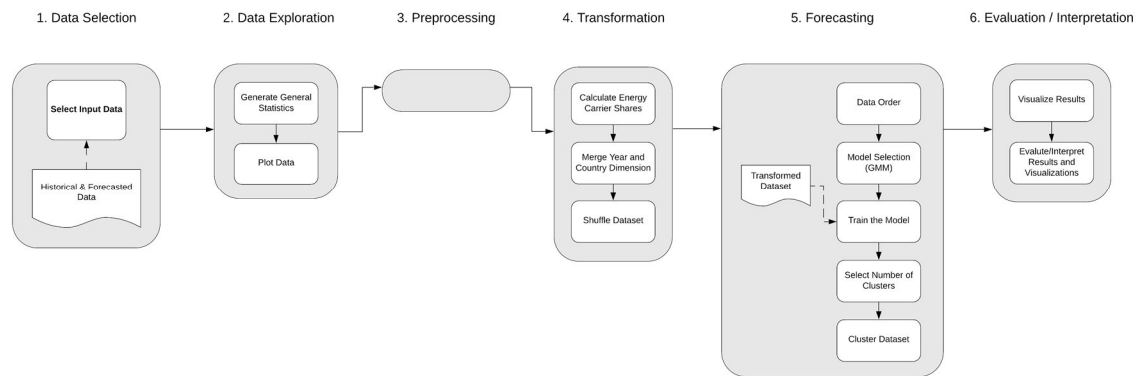 1. Data Selection
2. Data Exploration
3. Preprocessing
4. Transformation
5. Forecasting
6. Evaluation / Interpretation
Select Input Data
Historical & Forecasted
Data
Generate General
Statistics
Plot Data
Calculate Energy
Carrier Shares
Merge Year and
Country Dimension
Shuffle Dataset
Data Order
Model Selection
(GMM)
Transformed
Dataset
Train the Model
Select Number of
Clusters
Cluster Dataset
Visualize Results
Evalute/Interpret
Results and
Visualizations